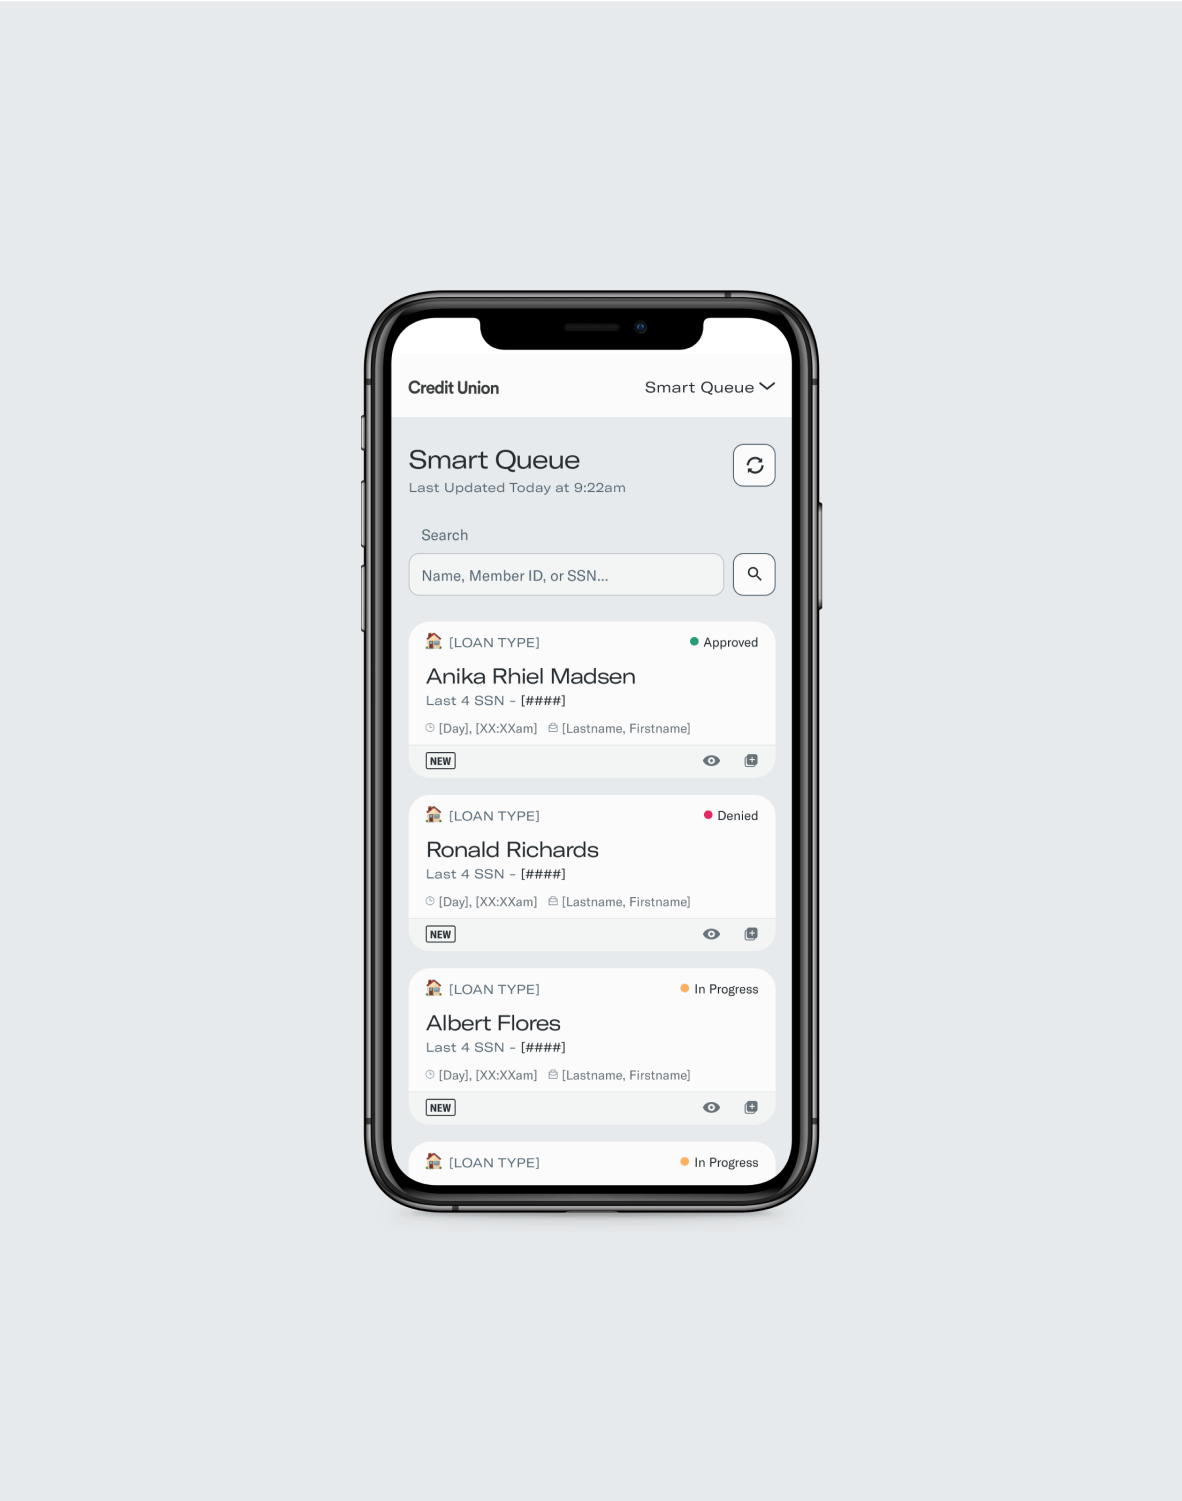 Credit Union
Smart Queue
Smart Queue
Last Updated Today at 9:22am
Search
Name, Member ID, or SSN...
[LOAN TYPE]
Approved
Anika Rhiel Madsen
Last 4 SSN - [####]
[Day], [XX:XXam] [Lastname, Firstname]
NEW
[LOAN TYPE]
Denied
Ronald Richards
Last 4 SSN - [####]
[Day], [XX:XXam] [Lastname, Firstname]
NEW
[LOAN TYPE]
In Progress
Albert Flores
Last 4 SSN - [####]
[Day], [XX:XXam] [Lastname, Firstname]
NEW
[LOAN TYPE]
In Progress